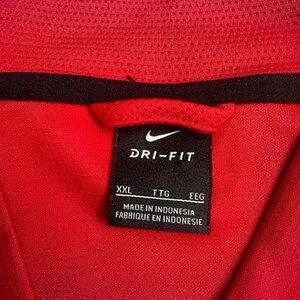 DRI-FIT
XXL TTG EEG
MADE IN INDONESIA
FABRIQUE EN INDONESIE